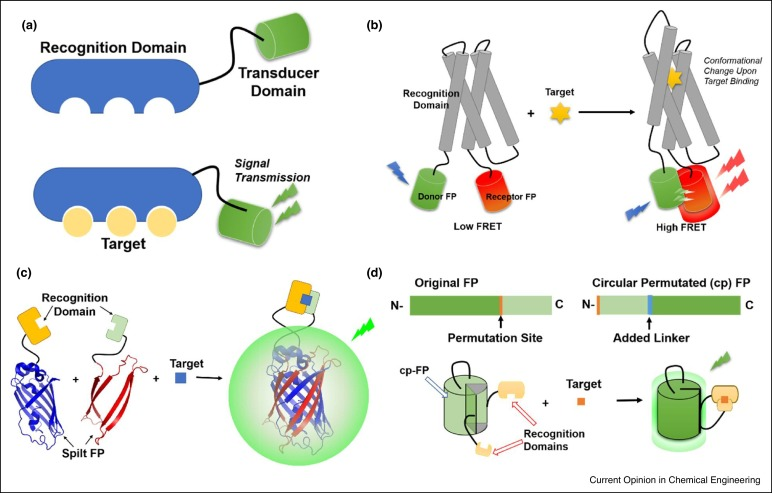 (a)
Recognition Domain
Transducer
Domain
Signal
Transmission
Target
(b)
Recognition
Domain
+
Target
Conformational
Change Upon
Target Binding
Donor FP
Receptor FP
Low FRET
High FRET
(c)
Recognition
Domain
+
+
Target
Spilt FP
(d)
Original FP
N-
C
Permutation Site
Circular Permutated (cp) FP
N-
C
Added Linker
cp-FP
+
Target
Recognition
Domains
Current Opinion in Chemical Engineering